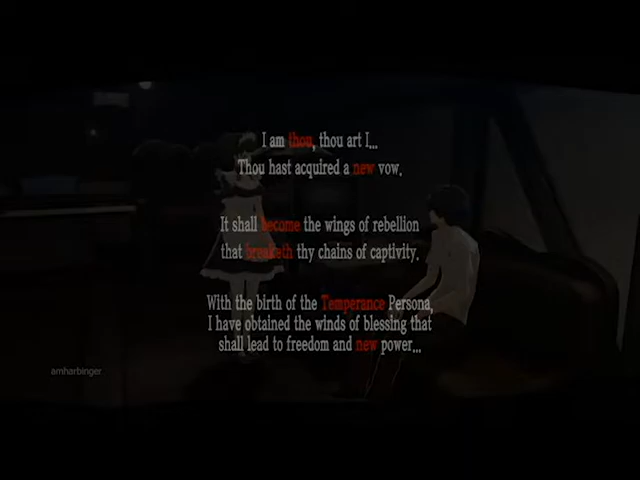 I am thou, thou art I...
Thou hast acquired a new vow.
It shall become the wings of rebellion
that breaketh thy chains of captivity.
With the birth of the Temperance Persona,
I have obtained the winds of blessing that
shall lead to freedom and new power...
amharbinger